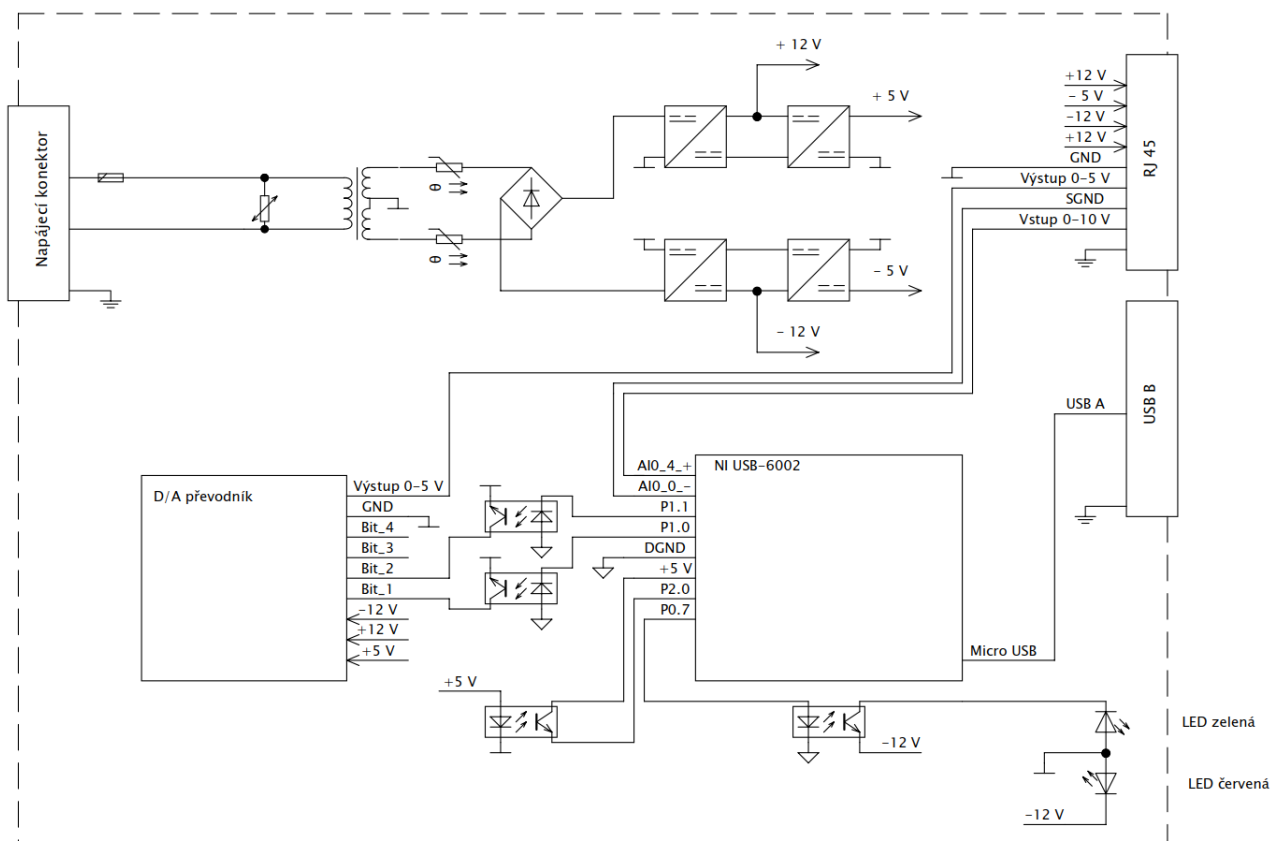 + 12 V
+ 5 V
Napájecí konektor
θ
θ
- 5 V
- 12 V
+12 V
- 5 V
-12 V
+12 V
GND
Výstup 0-5 V
SGND
Vstup 0-10 V
RJ 45
USB A
USB B
D/A převodník
Výstup 0-5 V
GND
Bit_4
Bit_3
Bit_2
Bit_1
-12 V
+12 V
+5 V
NI USB-6002
AI0_4_+
AI0_0_-
P1.1
P1.0
DGND
+5 V
P2.0
P0.7
Micro USB
+5 V
-12 V
LED zelená
LED červená
-12 V